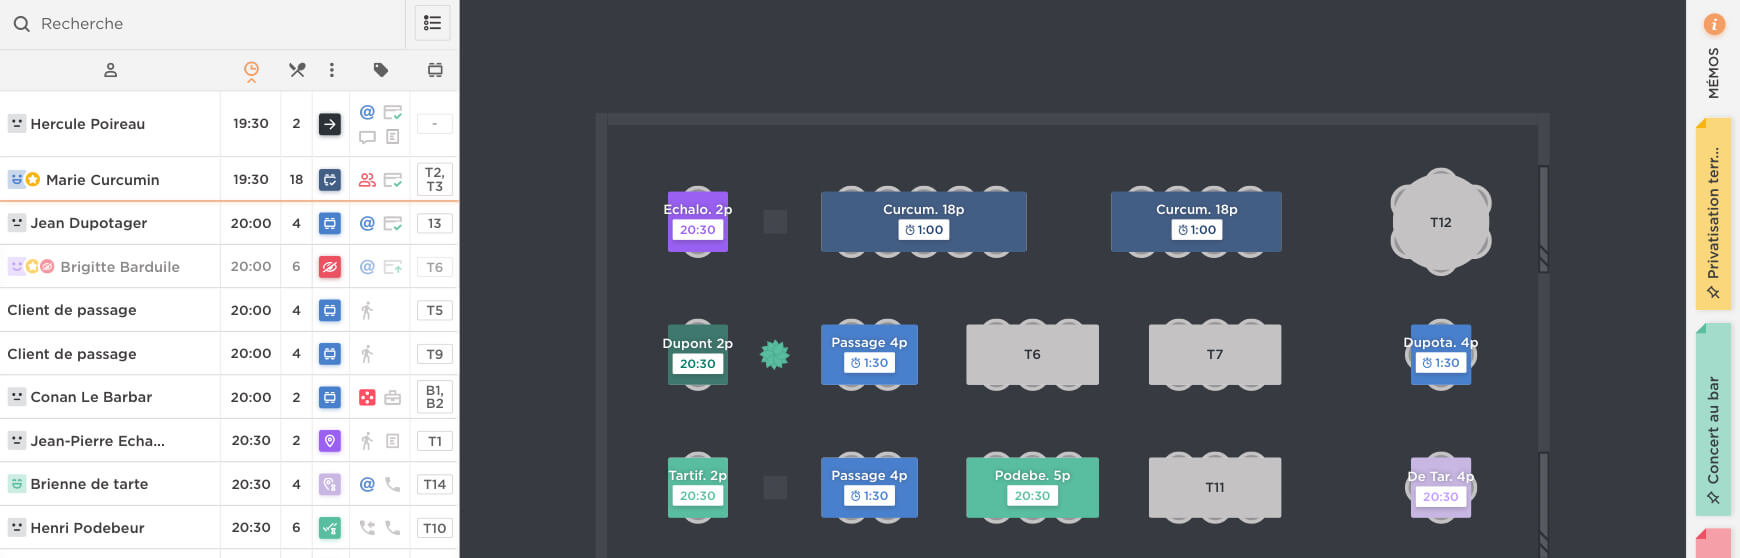 Recherche
Hercule Poireau 19:30 2 @ -
Marie Curcumin 19:30 18 T2, T3
Jean Dupotager 20:00 4 @ 13
Brigitte Barduile 20:00 6 @ T6
Client de passage 20:00 4 T5
Client de passage 20:00 4 T9
Conan Le Barbar 20:00 2 B1, B2
Jean-Pierre Echa... 20:30 2 T1
Brienne de tarte 20:30 4 @ T14
Henri Podebeur 20:30 6 T10
Echalo. 2p
20:30
Curcum. 18p
1:00
Curcum. 18p
1:00
T12
Dupont 2p
20:30
Passage 4p
1:30
T6
T7
Dupota. 4p
1:30
Tartif. 2p
20:30
Passage 4p
1:30
Podebe. 5p
20:30
T11
De Tar. 4p
20:30
i
MÉMOS
Privatisation terr...
Concert au bar